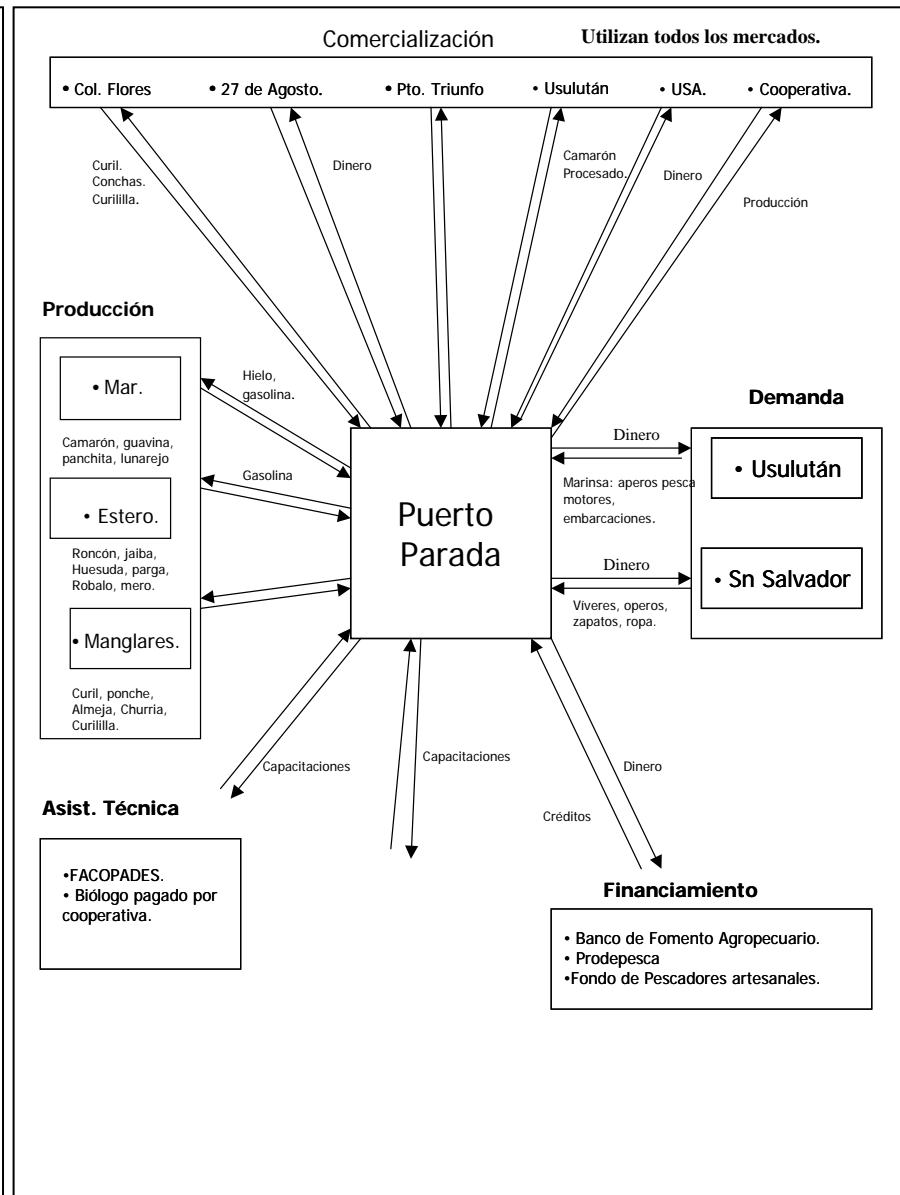 Comercialización
Utilizan todos los mercados.
• Col. Flores
• 27 de Agosto.
• Pto. Triunfo
• Usulután
• USA.
• Cooperativa.
Curil.
Conchas.
Curililla.
Dinero
Camarón
Procesado.
Dinero
Producción
Producción
• Mar.
Camarón, guavina,
panchita, lunarejo
• Estero.
Roncón, jaiba,
Huesuda, parga,
Robalo, mero.
• Manglares.
Curil, ponche,
Almeja, Churria,
Curililla.
Hielo,
gasolina.
Gasolina
Puerto
Parada
Demanda
Dinero
• Usulután
Marinsa: aperos pesca
motores,
embarcaciones.
Dinero
• Sn Salvador
Víveres, operos,
zapatos, ropa.
Capacitaciones
Capacitaciones
Dinero
Créditos
Asist. Técnica
•FACOPADES.
• Biólogo pagado por
cooperativa.
Financiamiento
• Banco de Fomento Agropecuario.
• Prodepesca
•Fondo de Pescadores artesanales.